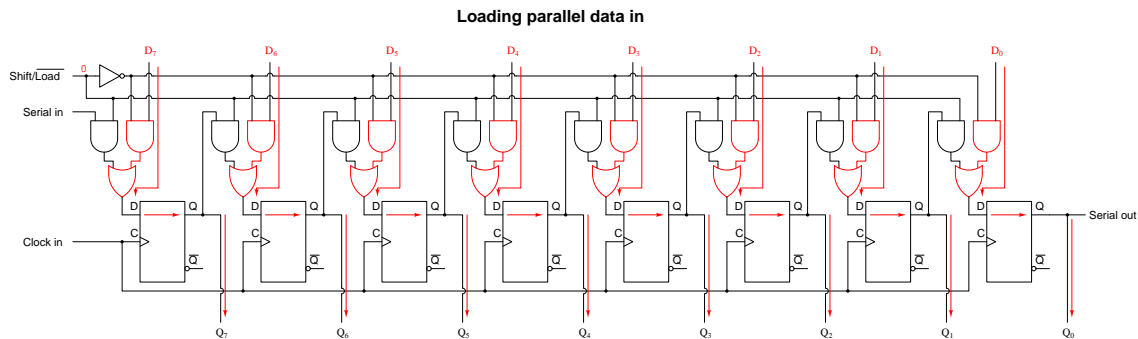 Loading parallel data in
D7 D6 D5 D4 D3 D2 D1 D0
Shift/Load 0
Serial in
D Q D Q D Q D Q D Q D Q D Q D Q
Serial out
Clock in
C C C C C C C C
Q Q Q Q Q Q Q Q
Q7 Q6 Q5 Q4 Q3 Q2 Q1 Q0